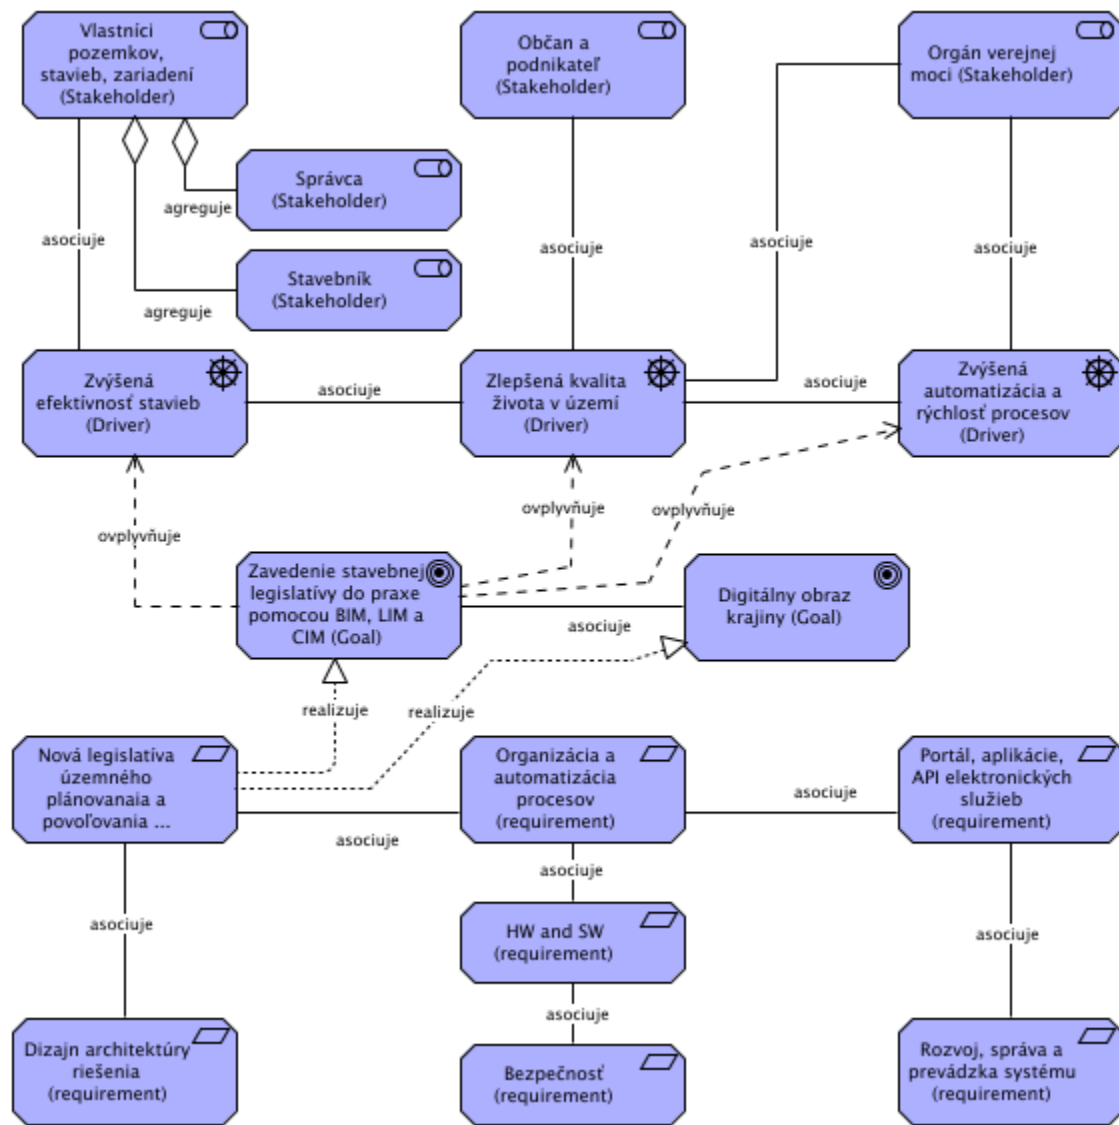 Vlastníci
pozemkov,
stavieb, zariadení
(Stakeholder)
Občan a
podnikateľ
(Stakeholder)
Orgán verejnej
moci (Stakeholder)
Správca
(Stakeholder)
agreguje
asociuje
asociuje
asociuje
asociuje
Stavebník
(Stakeholder)
agreguje
Zvýšená
efektívnosť stavieb
(Driver)
asociuje
Zlepšená kvalita
života v území
(Driver)
asociuje
Zvýšená
automatizácia a
rýchlosť procesov
(Driver)
ovplyvňuje
ovplyvňuje
ovplyvňuje
Zavedenie stavebnej
legislatívy do praxe
pomocou BIM, LIM a
CIM (Goal)
asociuje
Digitálny obraz
krajiny (Goal)
realizuje
realizuje
Nová legislatíva
územného
plánovanaia a
povoľovania ...
asociuje
Organizácia a
automatizácia
procesov
(requirement)
asociuje
Portál, aplikácie,
API elektronických
služieb
(requirement)
asociuje
asociuje
asociuje
HW and SW
(requirement)
asociuje
Dizajn architektúry
riešenia
(requirement)
Bezpečnosť
(requirement)
Rozvoj, správa a
prevádzka systému
(requirement)